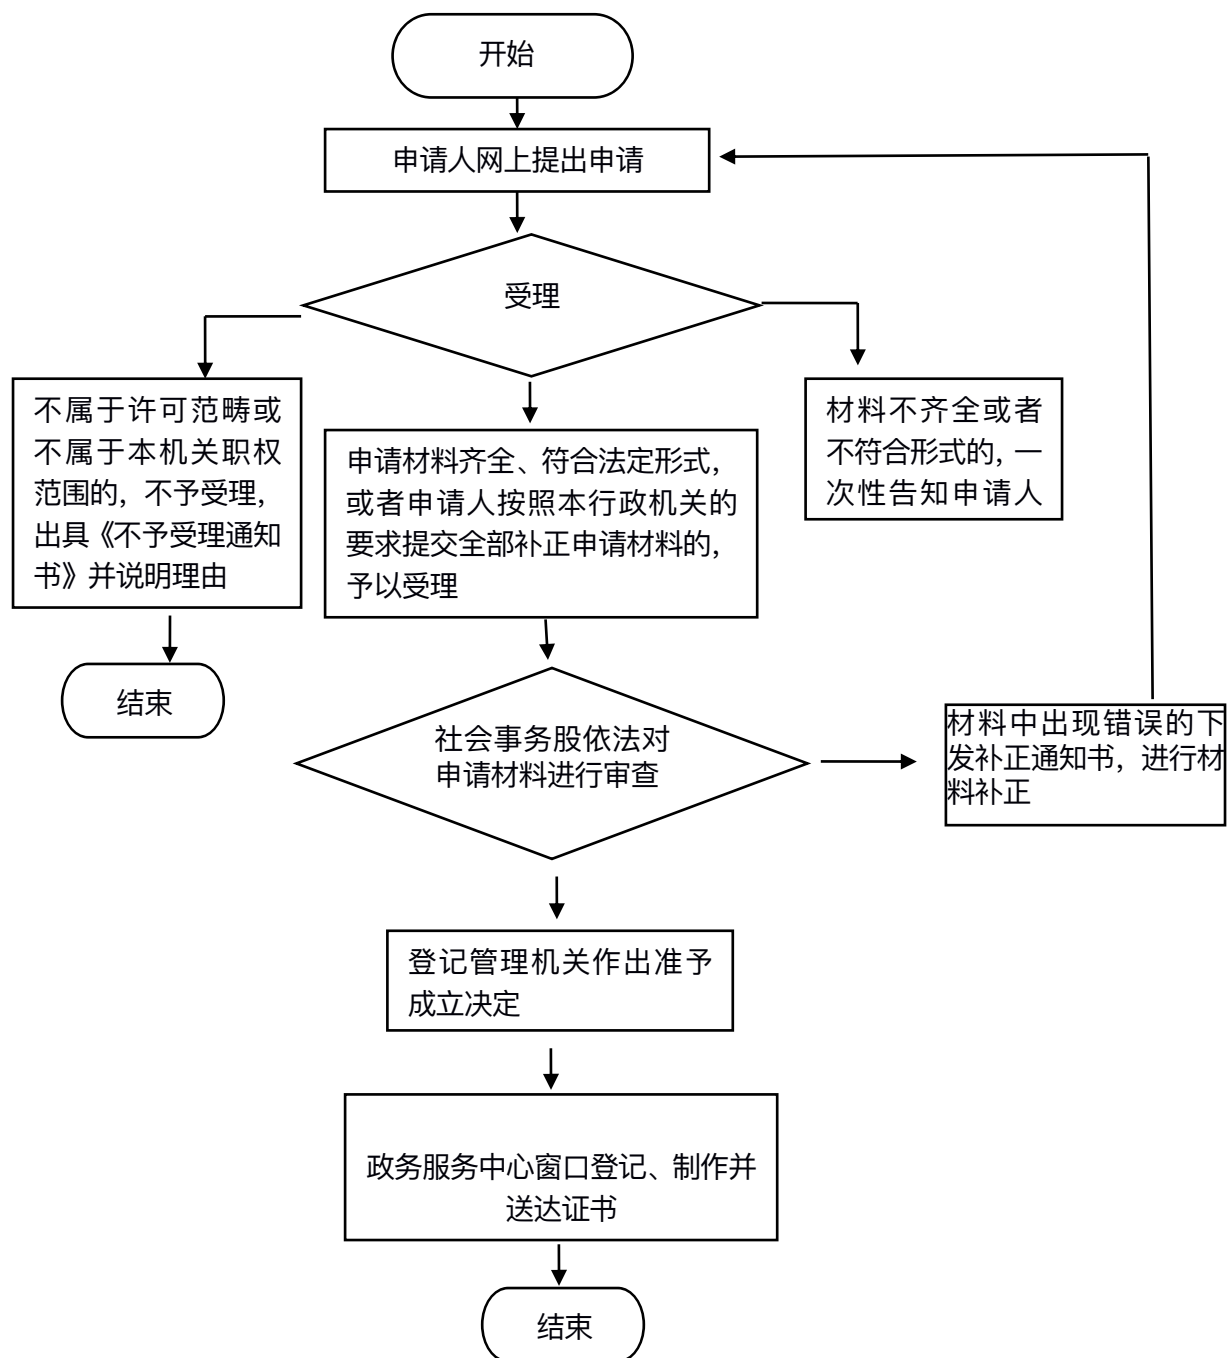 开始
申请人网上提出申请
受理
不属于许可范畴或
不属于本机关职权
范围的，不予受理，
出具《不予受理通知
书》并说明理由
申请材料齐全、符合法定形式，
或者申请人按照本行政机关的
要求提交全部补正申请材料的，
予以受理
材料不齐全或者
不符合形式的，一
次性告知申请人
结束
社会事务股依法对
申请材料进行审查
材料中出现错误的下
发补正通知书，进行材
料补正
登记管理机关作出准予
成立决定
政务服务中心窗口登记、制作并
送达证书
结束